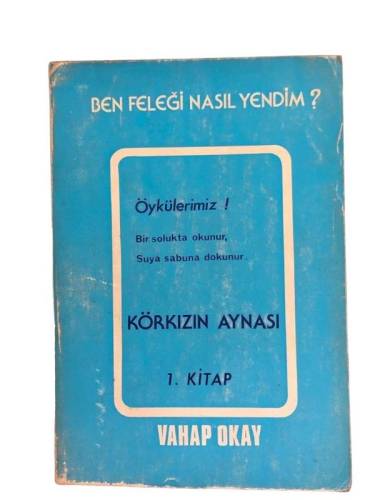 BEN FELEĞİ NASIL YENDİM ?
Öykülerimiz !
Bir solukta okunur,
Suya sabuna dokunur
KÖRKIZIN AYNASI
1. KİTAP
VAHAP OKAY